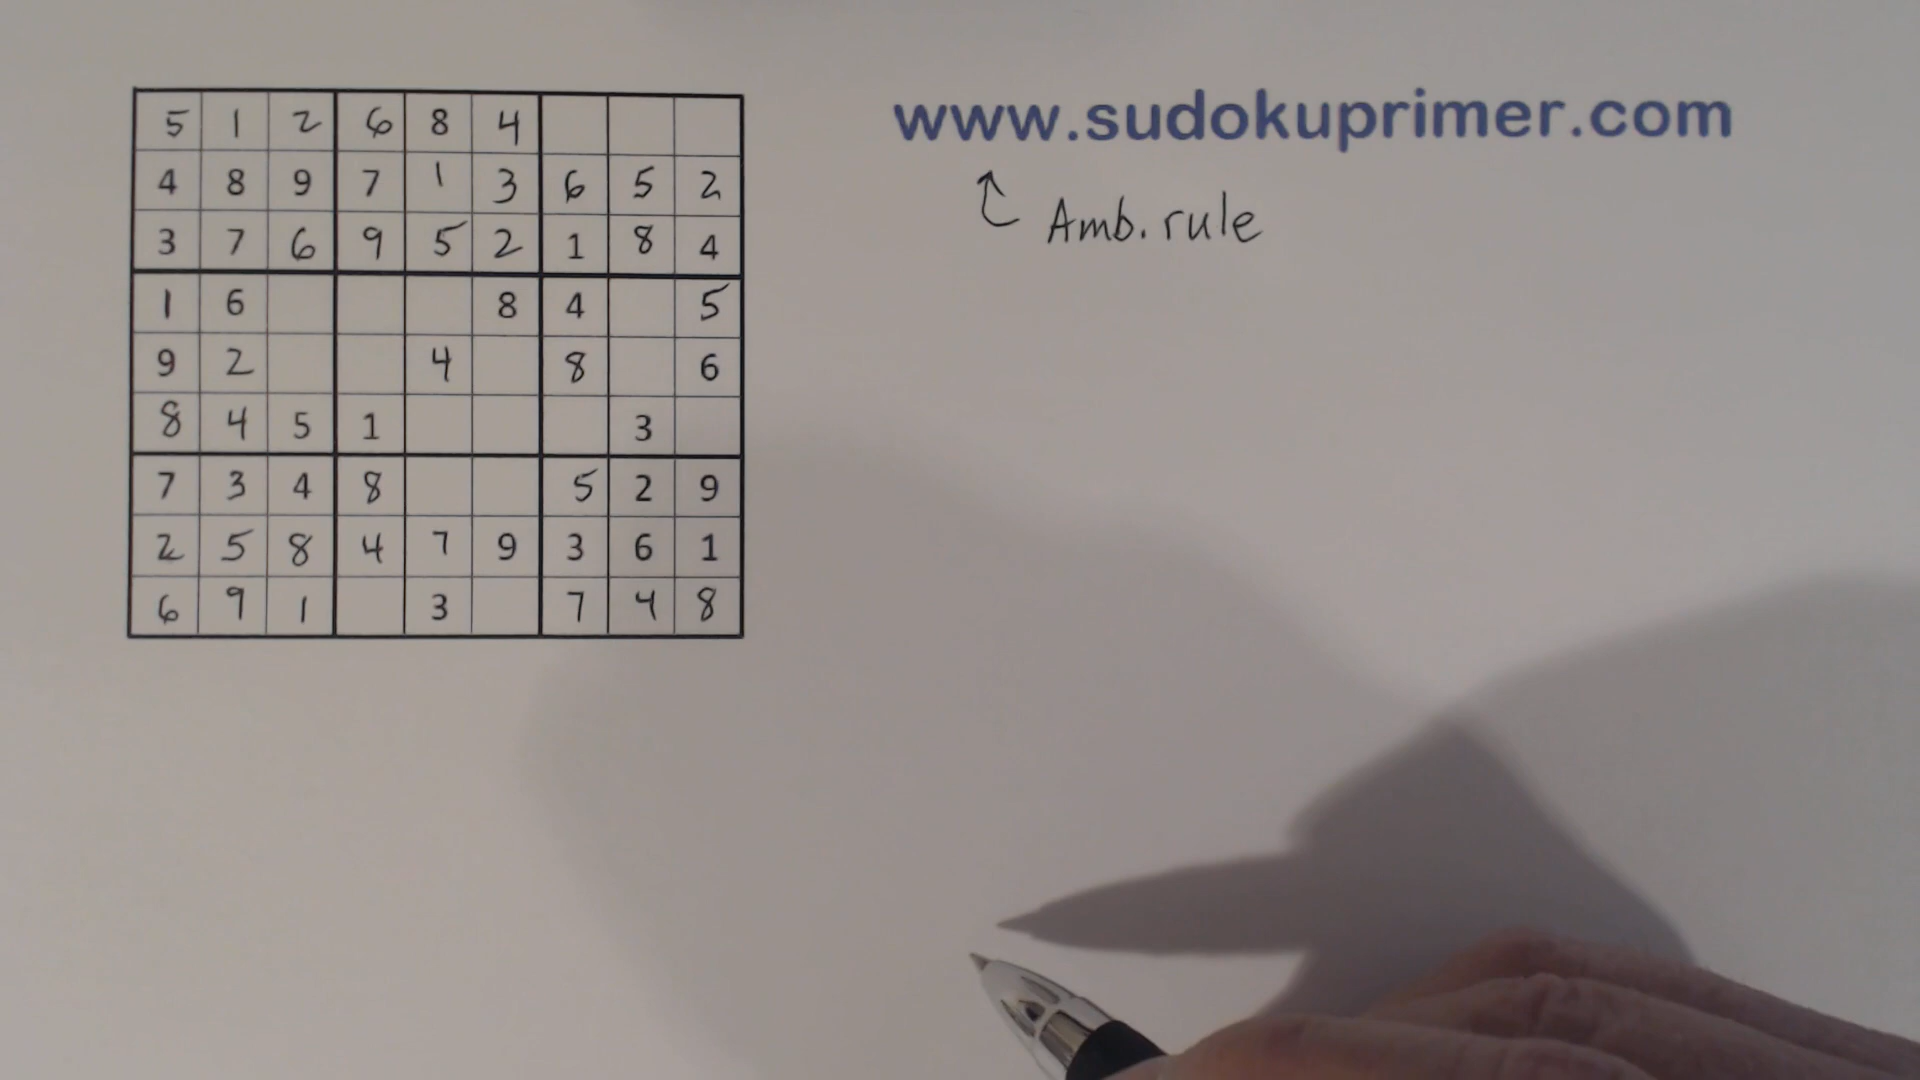 www.sudokuprimer.com
Amb. rule
5 1 2 6 8 4
4 8 9 7 1 3 6 5 2
3 7 6 9 5 2 1 8 4
1 6 8 4 5
9 2 4 8 6
8 4 5 1 3
7 3 4 8 5 2 9
2 5 8 4 7 9 3 6 1
6 9 1 3 7 4 8